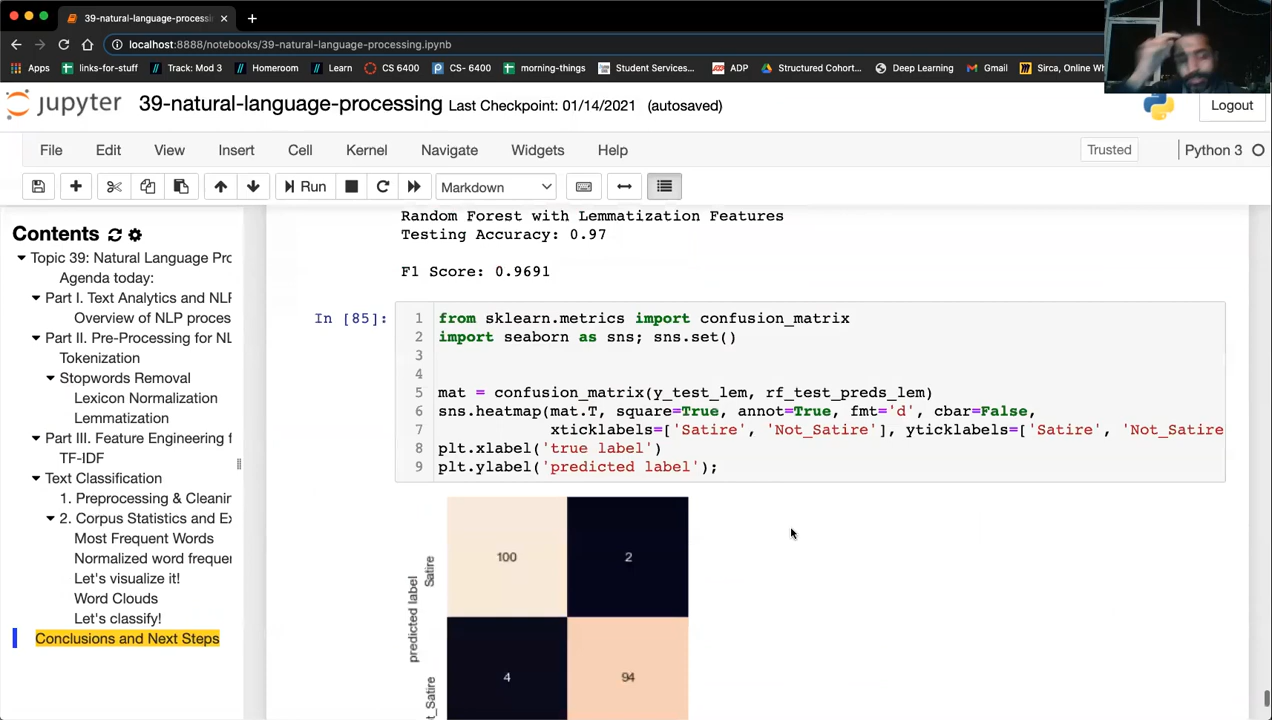 39-natural-language-processin
localhost:8888/notebooks/39-natural-language-processing.ipynb
Apps links-for-stuff Track: Mod 3 Homeroom Learn CS 6400 CS- 6400 morning-things Student Services... ADP Structured Cohort... Deep Learning Gmail Sirca, Online Wh
jupyter 39-natural-language-processing Last Checkpoint: 01/14/2021 (autosaved) Logout
File Edit View Insert Cell Kernel Navigate Widgets Help Trusted Python 3
Run Markdown
Contents
Topic 39: Natural Language Prc
Agenda today:
Part I. Text Analytics and NLF
Overview of NLP proces
Part II. Pre-Processing for NL
Tokenization
Stopwords Removal
Lexicon Normalization
Lemmatization
Part III. Feature Engineering f
TF-IDF
Text Classification
1. Preprocessing & Cleanir
2. Corpus Statistics and Ex
Most Frequent Words
Normalized word frequer
Let's visualize it!
Word Clouds
Let's classify!
Conclusions and Next Steps
Random Forest with Lemmatization Features
Testing Accuracy: 0.97
F1 Score: 0.9691
In [85]:
1 from sklearn.metrics import confusion_matrix
2 import seaborn as sns; sns.set()
3
4
5 mat = confusion_matrix(y_test_lem, rf_test_preds_lem)
6 sns.heatmap(mat.T, square=True, annot=True, fmt='d', cbar=False,
7 xticklabels=['Satire', 'Not_Satire'], yticklabels=['Satire', 'Not_Satire
8 plt.xlabel('true label')
9 plt.ylabel('predicted label');
predicted label
Satire
t_Satire
100 2
4 94